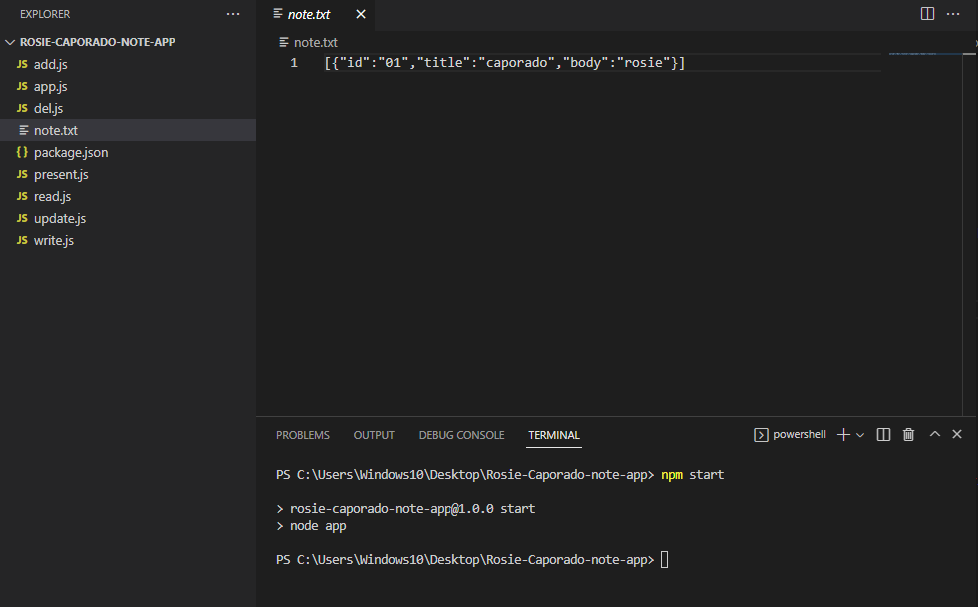 EXPLORER
ROSIE-CAPORADO-NOTE-APP
JS add.js
JS app.js
JS del.js
note.txt
{} package.json
JS present.js
JS read.js
JS update.js
JS write.js
note.txt
note.txt
1 [{"id":"01","title":"caporado","body":"rosie"}]
PROBLEMS OUTPUT DEBUG CONSOLE TERMINAL powershell
PS C:\Users\Windows10\Desktop\Rosie-Caporado-note-app> npm start
> rosie-caporado-note-app@1.0.0 start
> node app
PS C:\Users\Windows10\Desktop\Rosie-Caporado-note-app>